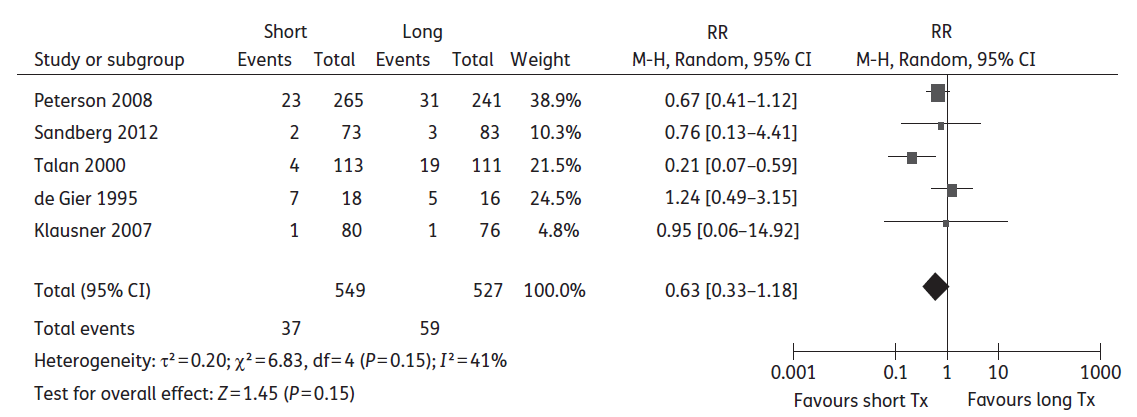 Short Long RR RR
Study or subgroup Events Total Events Total Weight M-H, Random, 95% CI M-H, Random, 95% CI
Peterson 2008 23 265 31 241 38.9% 0.67 [0.41–1.12]
Sandberg 2012 2 73 3 83 10.3% 0.76 [0.13–4.41]
Talan 2000 4 113 19 111 21.5% 0.21 [0.07–0.59]
de Gier 1995 7 18 5 16 24.5% 1.24 [0.49–3.15]
Klausner 2007 1 80 1 76 4.8% 0.95 [0.06–14.92]
Total (95% CI) 549 527 100.0% 0.63 [0.33–1.18]
Total events 37 59
Heterogeneity: τ²=0.20; χ²=6.83, df=4 (P=0.15); I²=41%
Test for overall effect: Z=1.45 (P=0.15)
0.001 0.1 1 10 1000
Favours short Tx Favours long Tx